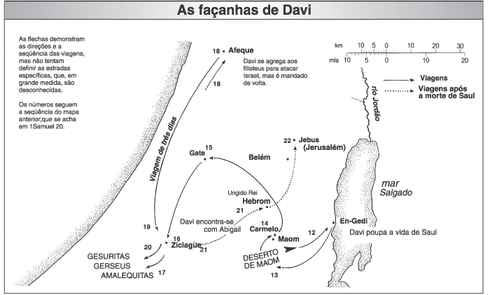 As façanhas de Davi
As flechas demonstram
as direções e a
seqüência das viagens,
mas não tentam
definir as estradas
específicas, que, em
grande medida, são
desconhecidas.
Os números seguem
a seqüência do mapa
anterior, que se acha
em 1Samuel 20.
18 Afeque
Davi se agrega aos
filisteus para atacar
Israel, mas é mandado
de volta.
18
Viagem de três dias
km 10 5 0 10 20 30
mls 10 5 0 10 20
Viagens
Viagens após
a morte de Saul
rio Jordão
15
Gate
22 Jebus
(Jerusalém)
Belém
Ungido Rei
Hebrom
21
mar
Salgado
19
16
Ziclague
21
Davi encontra-se
com Abigail
14
Carmelo
Maom
12
En-Gedi
Davi poupa a vida de Saul
20
GESURITAS
GERSEUS
AMALEQUITAS
17
DESERTO
DE MAOM
13